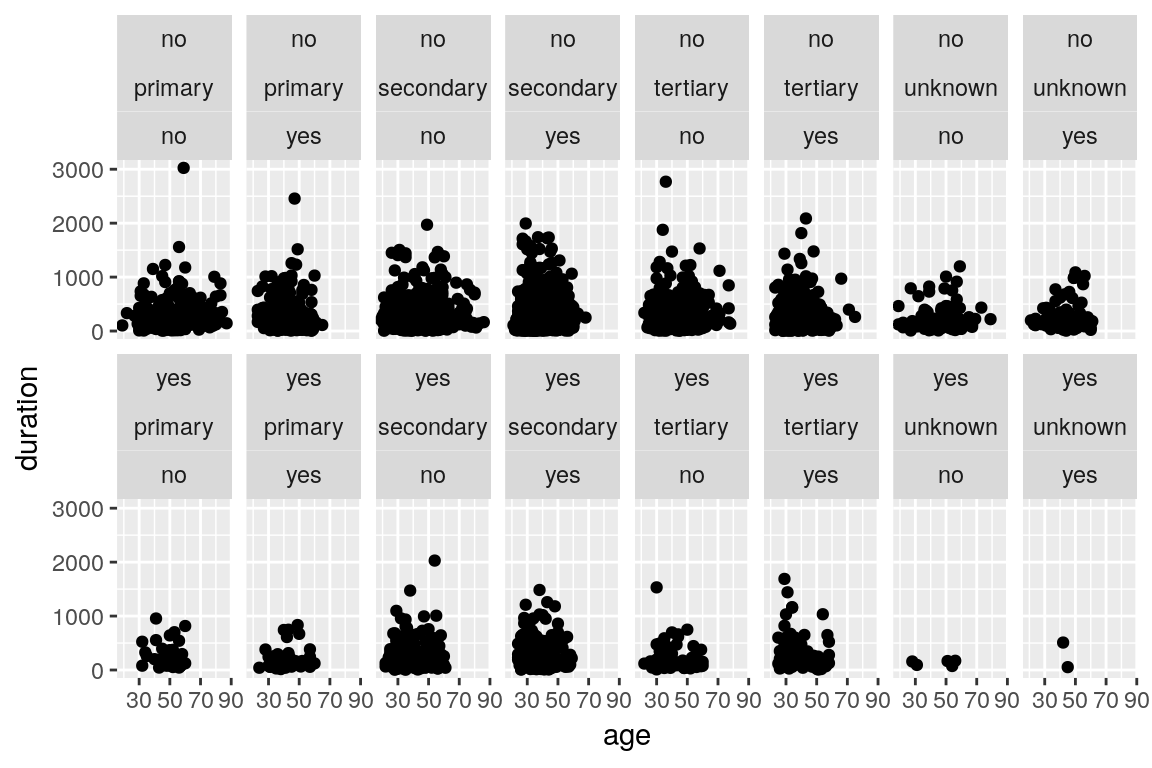 no no no no no no no no
primary primary secondary secondary tertiary tertiary unknown unknown
no yes no yes no yes no yes
3000
2000
1000
0
yes yes yes yes yes yes yes yes
primary primary secondary secondary tertiary tertiary unknown unknown
no yes no yes no yes no yes
3000
2000
1000
0
30 50 70 90 30 50 70 90 30 50 70 90 30 50 70 90 30 50 70 90 30 50 70 90 30 50 70 90 30 50 70 90
age
duration